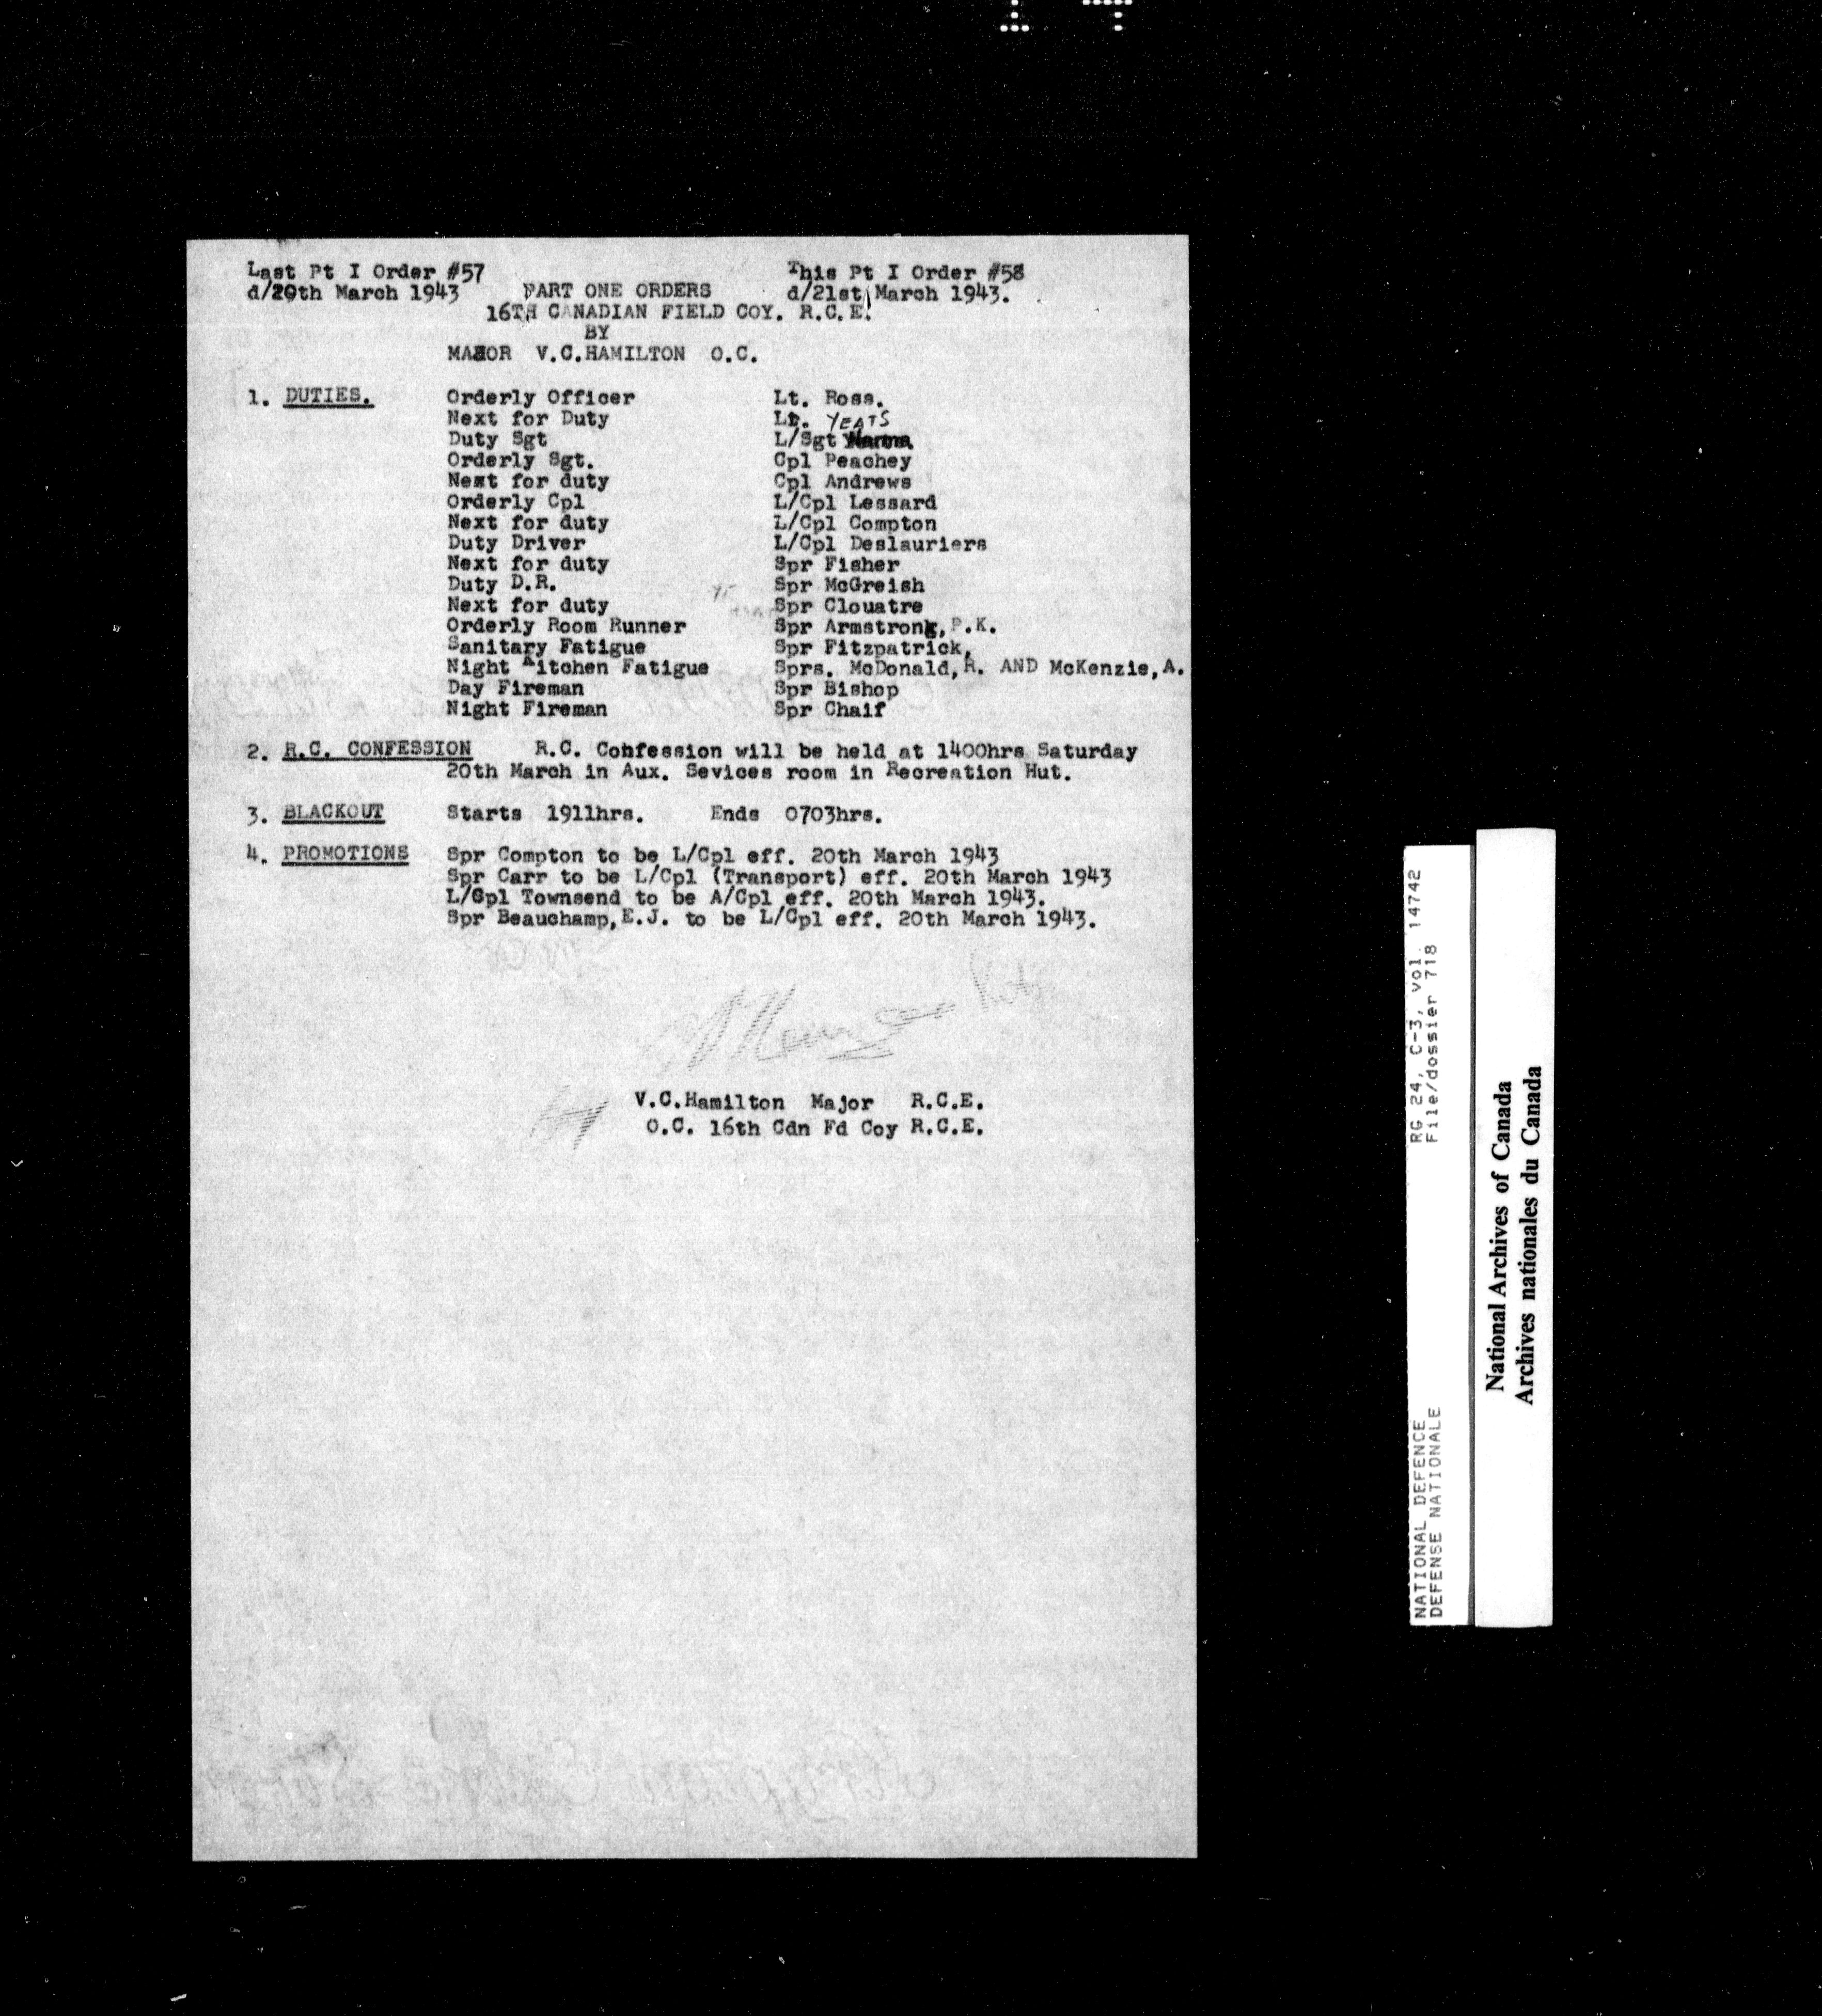 Last Pt I Order #57 This Pt I Order #58
d/20th March 1943 PART ONE ORDERS d/21st March 1943.
16TH CANADIAN FIELD COY. R.C.E.
BY
MAJOR V.C.HAMILTON O.C.
1. DUTIES. Orderly Officer Lt. Ross.
Next for Duty Lt. YEATS
Duty Sgt L/Sgt
Orderly Sgt. Cpl Peachey
Next for duty Cpl Andrews
Orderly Cpl L/Cpl Lessard
Next for duty L/Cpl Compton
Duty Driver L/Cpl Deslauriers
Next for duty Spr Fisher
Duty D.R. Spr McGreish
Next for duty Spr Clouatre
Orderly Room Runner Spr Armstrong,P.K.
Sanitary Fatigue Spr Fitzpatrick,
Night Kitchen Fatigue Sprs. McDonald,R. AND McKenzie,A.
Day Fireman Spr Bishop
Night Fireman Spr Chaif
2. R.C. CONFESSION R.C. Confession will be held at 1400hrs Saturday
20th March in Aux. Sevices room in Recreation Hut.
3. BLACKOUT Starts 1911hrs. Ends 0703hrs.
4. PROMOTIONS Spr Compton to be L/Cpl eff. 20th March 1943
Spr Carr to be L/Cpl (Transport) eff. 20th March 1943
L/Cpl Townsend to be A/Cpl eff. 20th March 1943.
Spr Beauchamp,E.J. to be L/Cpl eff. 20th March 1943.
V.C.Hamilton Major R.C.E.
O.C. 16th Cdn Fd Coy R.C.E.
NATIONAL DEFENCE RG 24, C-3, vol. 14742
DEFENSE NATIONALE File/dossier 718
National Archives of Canada
Archives nationales du Canada